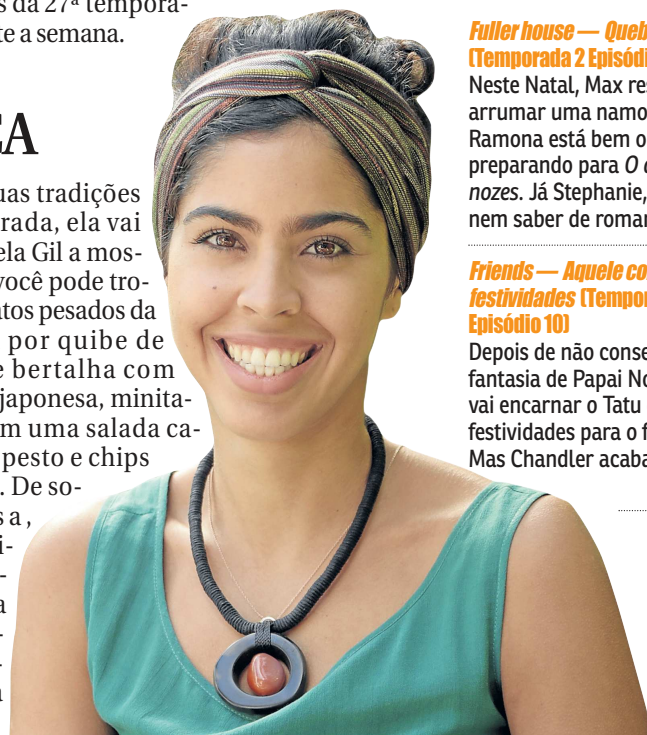 s da 27ª tempora-
te a semana.
ÇA
uas tradições
rada, ela vai
ela Gil a mos-
você pode tro-
atos pesados da
por quibe de
e bertalha com
japonesa, minita-
m uma salada ca-
pesto e chips
. De so-
s a ,
i-
-
a
-
-
Fuller house — Queb
(Temporada 2 Episódi
Neste Natal, Max res
arrumar uma namo
Ramona está bem o
preparando para O
nozes. Já Stephanie,
nem saber de roman
Friends — Aquele co
festividades (Tempor
Episódio 10)
Depois de não conse
fantasia de Papai No
vai encarnar o Tatu
festividades para o f
Mas Chandler acaba